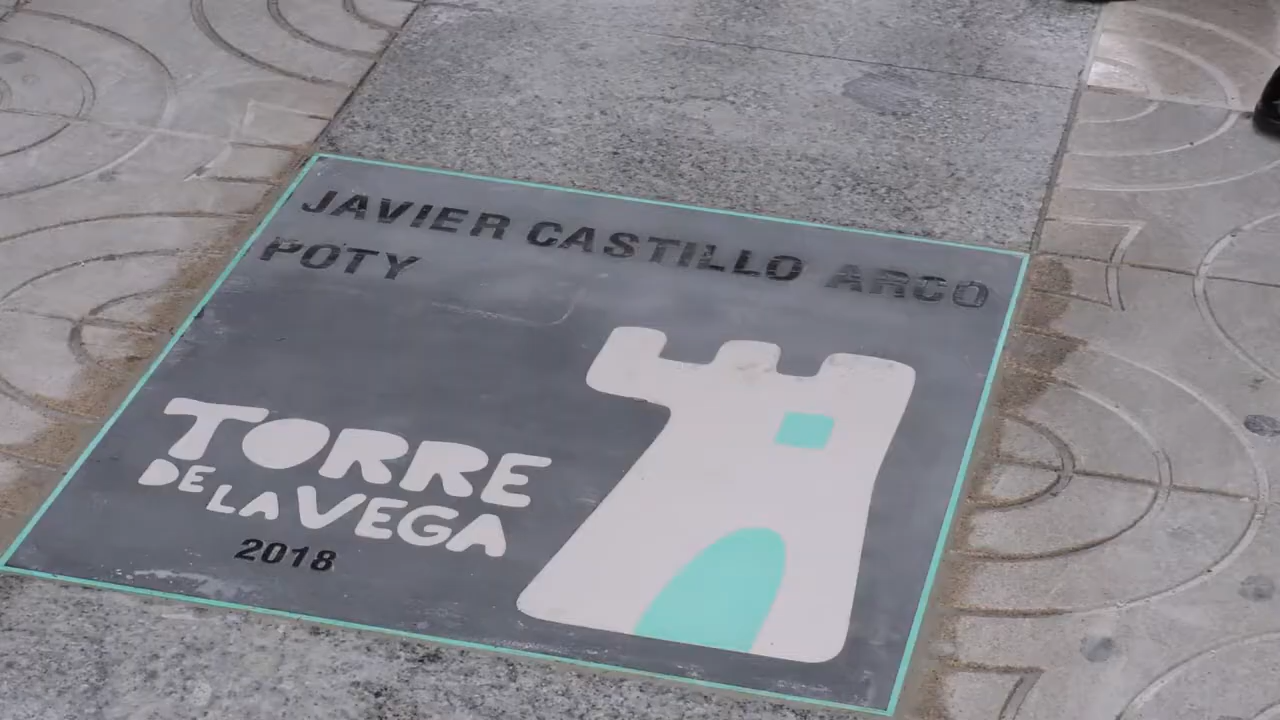 JAVIER CASTILLO ARCO
POTY
TORRE
DE LA VEGA
2018